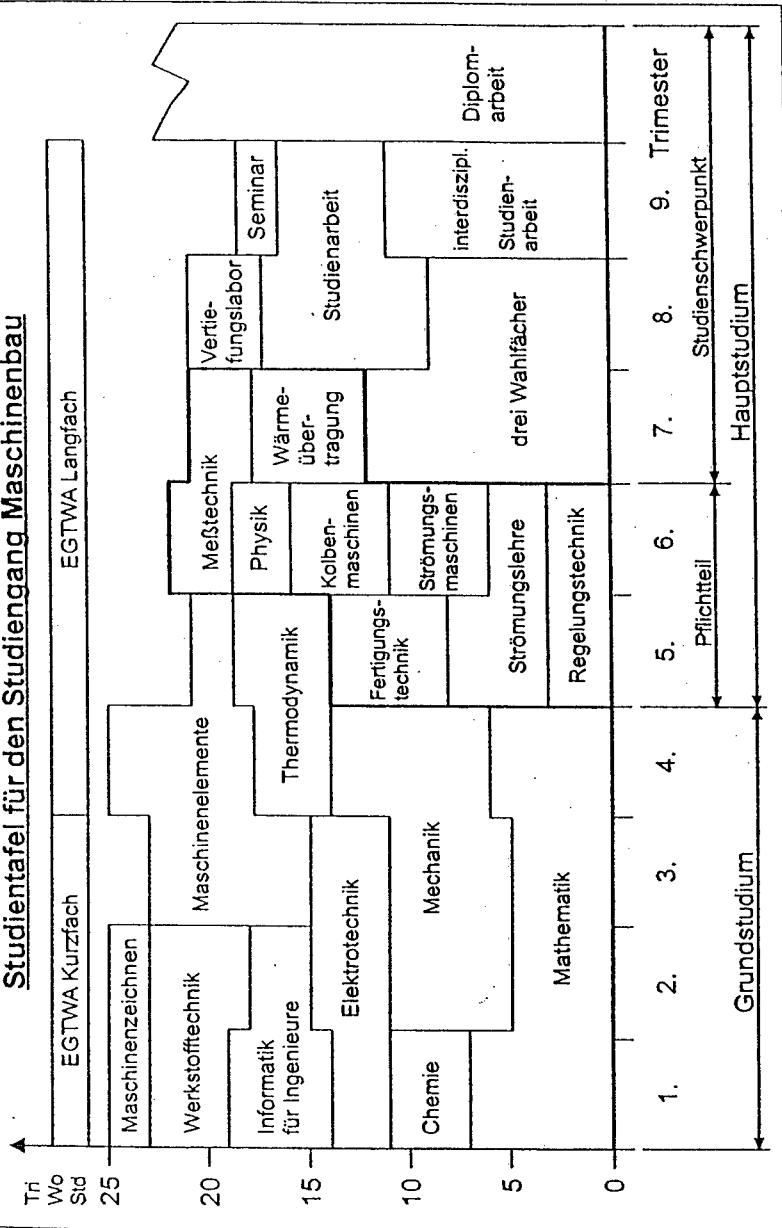 Studientafel für den Studiengang Maschinenbau
Tri
Wo
Std
EGTWA Kurzfach
EGTWA Langfach
25
20
15
10
5
0
Maschinenzeichnen
Werkstofftechnik
Informatik
für Ingenieure
Elektrotechnik
Chemie
Mathematik
Mechanik
Maschinenelemente
Thermodynamik
Fertigungs-
technik
Strömungslehre
Regelungstechnik
Meßtechnik
Physik
Kolben-
maschinen
Strömungs-
maschinen
Wärme-
über-
tragung
drei Wahlfächer
Vertie-
fungslabor
Studienarbeit
Seminar
interdiszipl.
Studien-
arbeit
Diplom-
arbeit
1.
2.
3.
4.
5.
6.
7.
8.
9.
Trimester
Pflichtteil
Studienschwerpunkt
Grundstudium
Hauptstudium